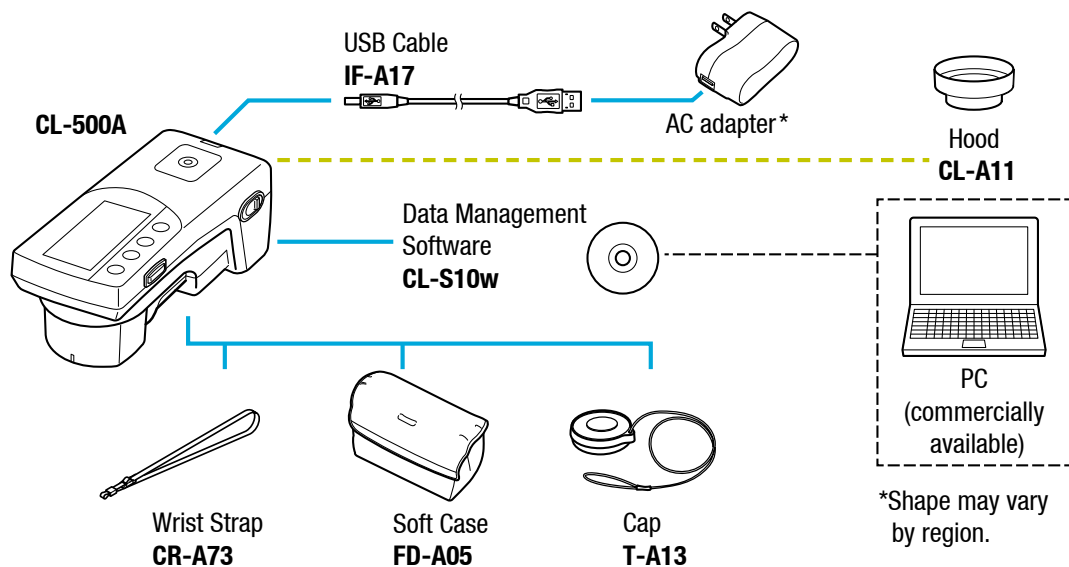 USB Cable
IF-A17
CL-500A
AC adapter*
Hood
CL-A11
Data Management
Software
CL-S10w
PC
(commercially
available)
Wrist Strap
CR-A73
Soft Case
FD-A05
Cap
T-A13
*Shape may vary
by region.